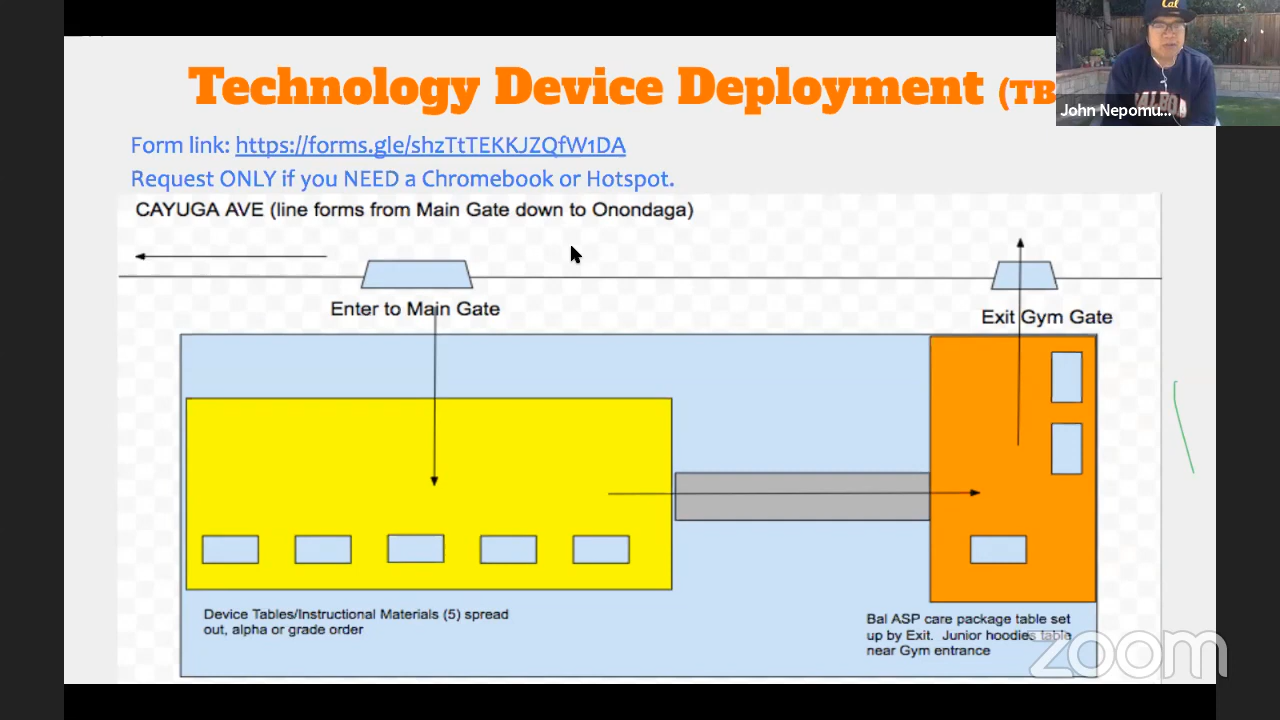 Technology Device Deployment (TB
Form link: https://forms.gle/shzTtTEKKJZQfW1DA
Request ONLY if you NEED a Chromebook or Hotspot.
CAYUGA AVE (line forms from Main Gate down to Onondaga)
Enter to Main Gate
Exit Gym Gate
Device Tables/Instructional Materials (5) spread
out, alpha or grade order
Bal ASP care package table set
up by Exit. Junior hoodies table
near Gym entrance
Cal
BALBOA
John Nepomu...
zoom